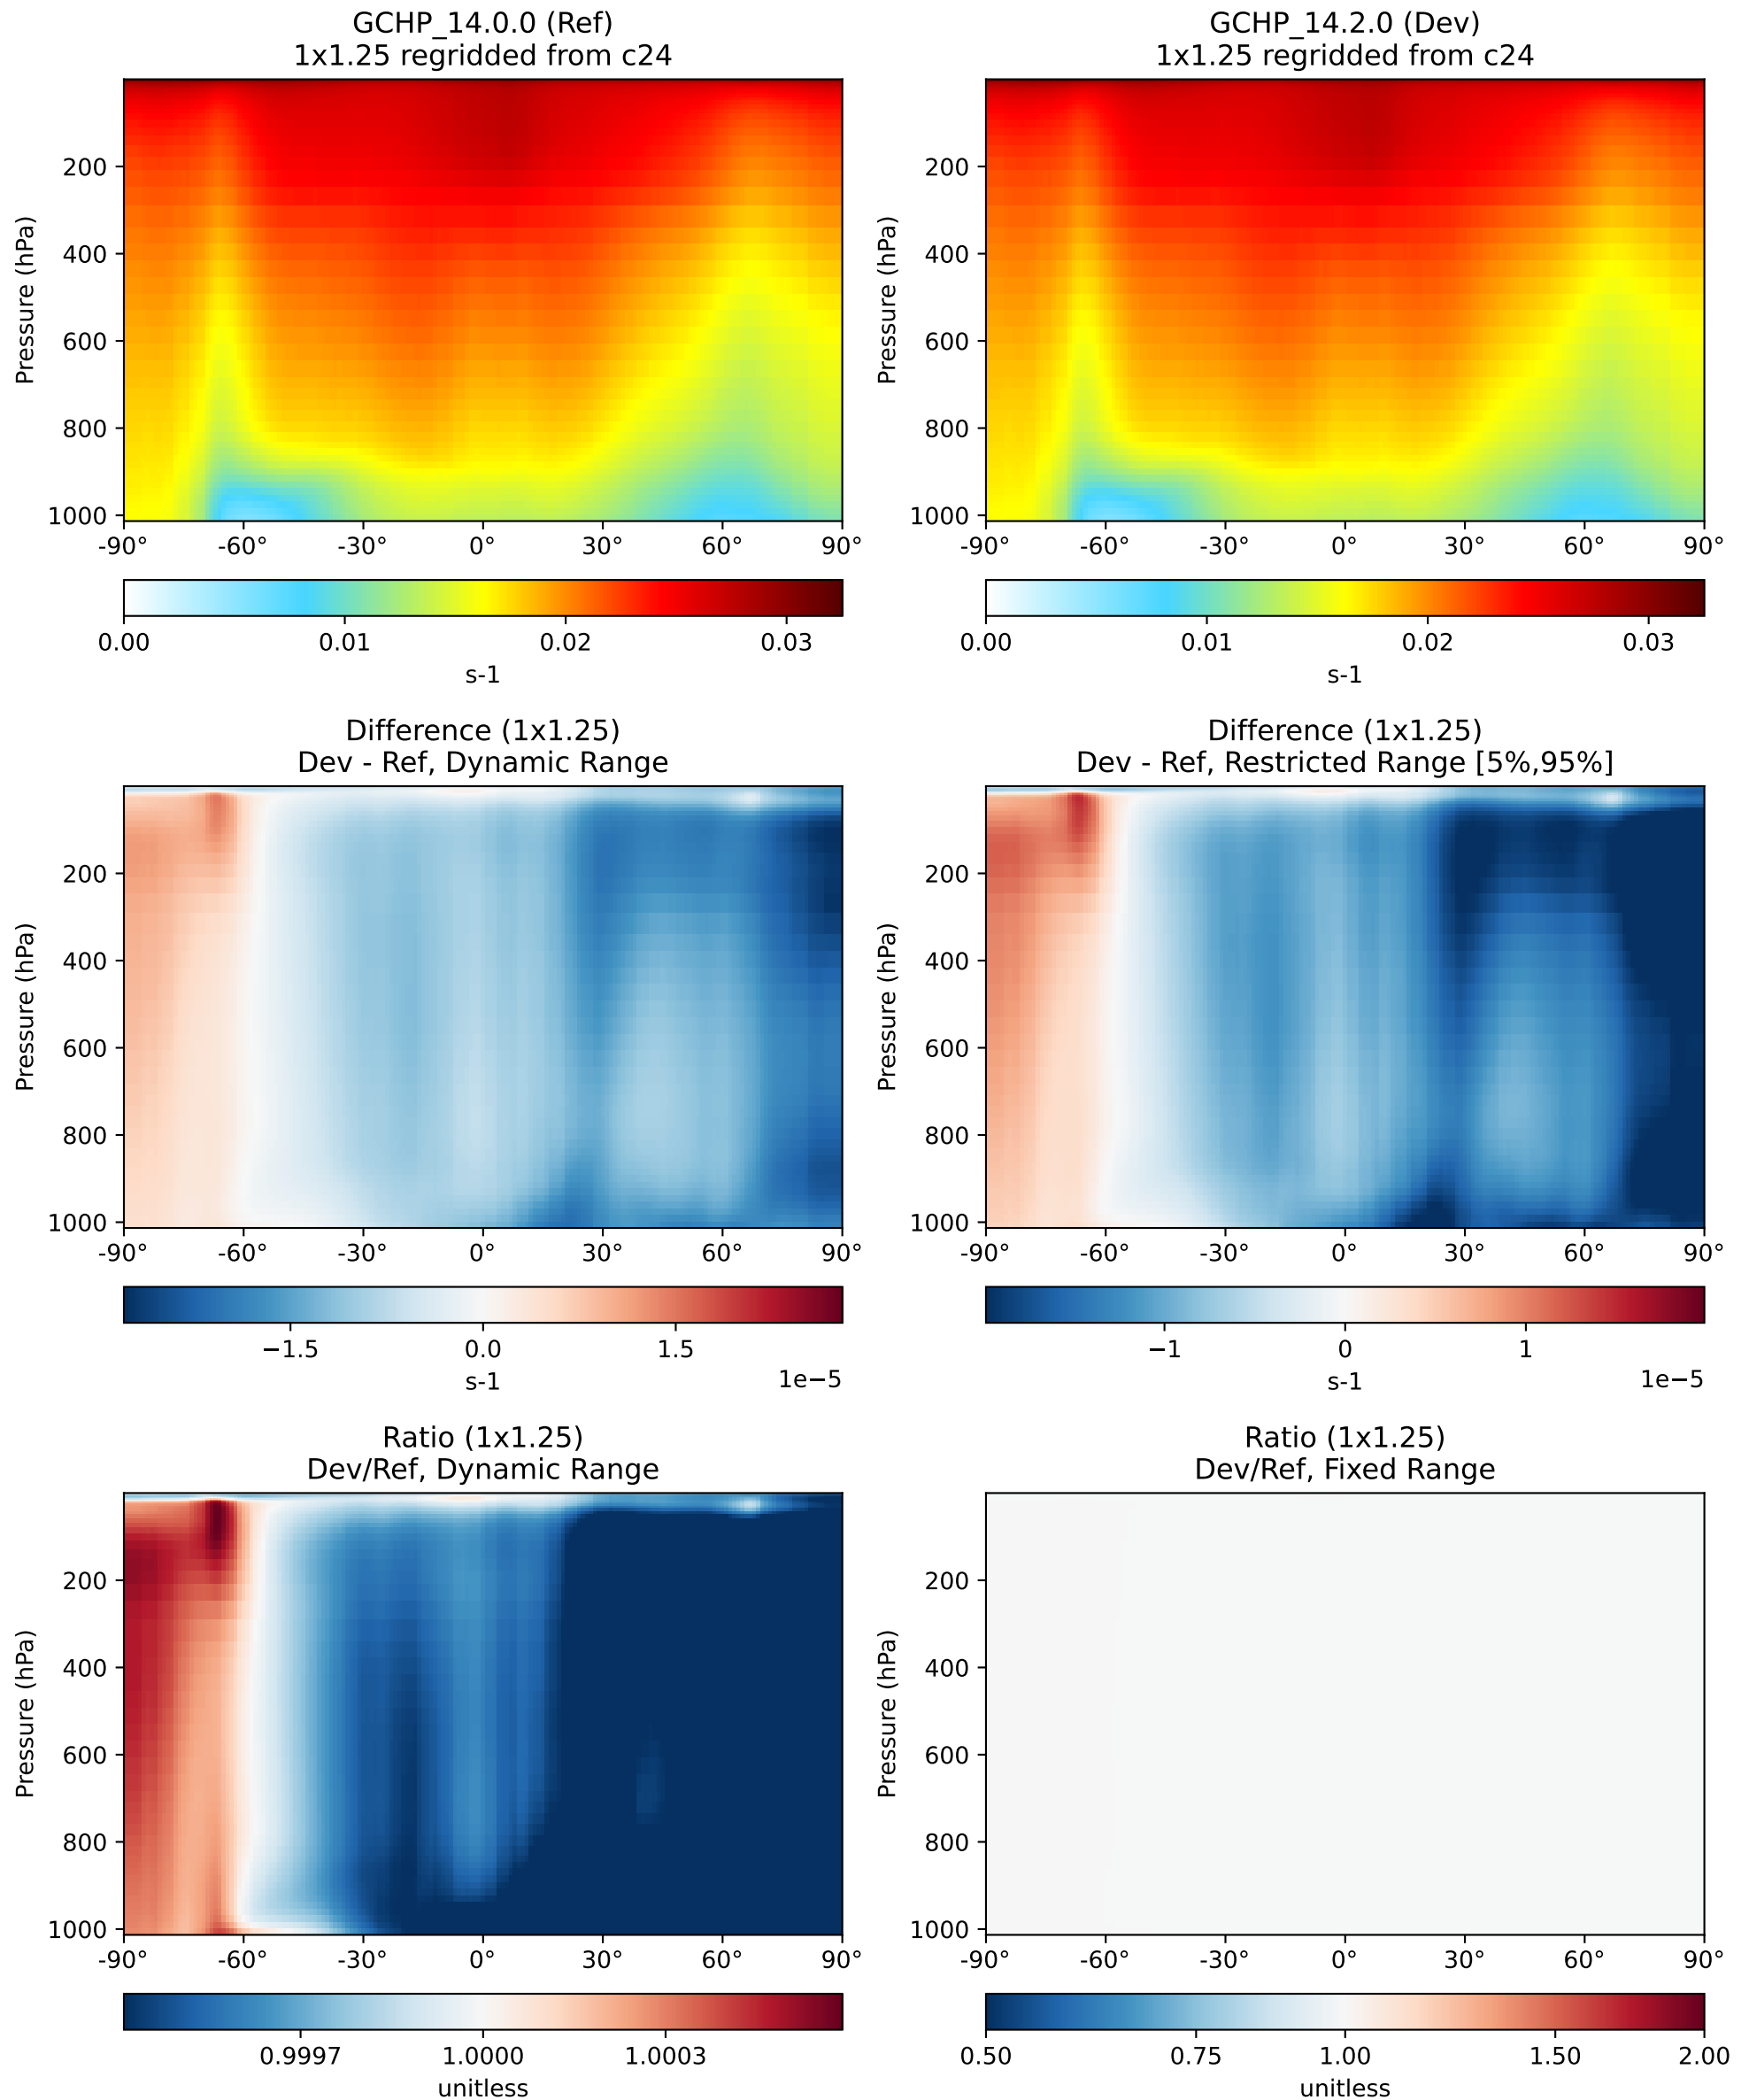 GCHP_14.0.0 (Ref)
1x1.25 regridded from c24
Pressure (hPa)
200
400
600
800
1000
-90° -60° -30° 0° 30° 60° 90°
0.00 0.01 0.02 0.03
s-1
GCHP_14.2.0 (Dev)
1x1.25 regridded from c24
Pressure (hPa)
200
400
600
800
1000
-90° -60° -30° 0° 30° 60° 90°
0.00 0.01 0.02 0.03
s-1
Difference (1x1.25)
Dev - Ref, Dynamic Range
Pressure (hPa)
200
400
600
800
1000
-90° -60° -30° 0° 30° 60° 90°
−1.5 0.0 1.5
s-1 1e−5
Difference (1x1.25)
Dev - Ref, Restricted Range [5%,95%]
Pressure (hPa)
200
400
600
800
1000
-90° -60° -30° 0° 30° 60° 90°
−1 0 1
s-1 1e−5
Ratio (1x1.25)
Dev/Ref, Dynamic Range
Pressure (hPa)
200
400
600
800
1000
-90° -60° -30° 0° 30° 60° 90°
0.9997 1.0000 1.0003
unitless
Ratio (1x1.25)
Dev/Ref, Fixed Range
Pressure (hPa)
200
400
600
800
1000
-90° -60° -30° 0° 30° 60° 90°
0.50 0.75 1.00 1.50 2.00
unitless